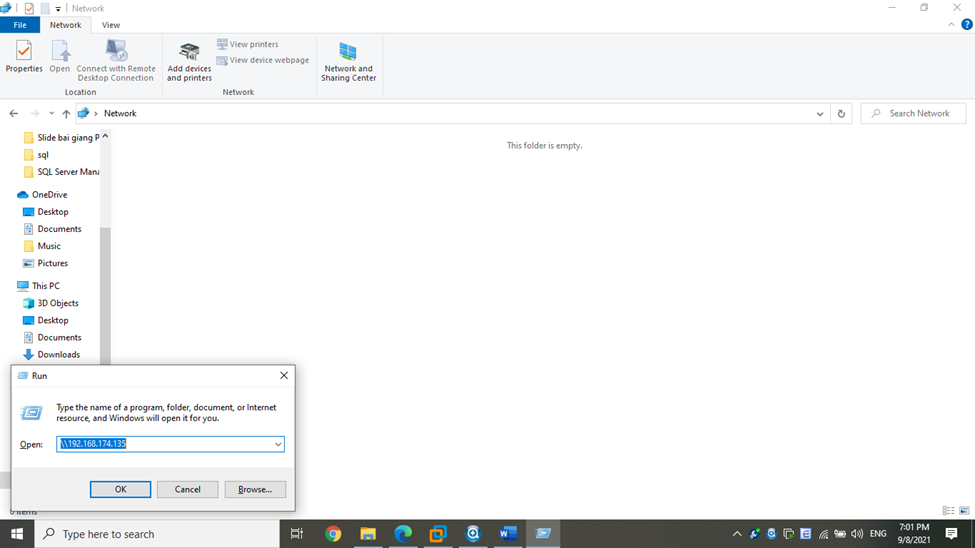 Network
File
Network
View
Properties
Open
Connect with Remote
Desktop Connection
Location
Add devices
and printers
View printers
View device webpage
Network
Network and
Sharing Center
Network
Search Network
This folder is empty.
Slide bai giang P
sql
SQL Server Mana
OneDrive
Desktop
Documents
Music
Pictures
This PC
3D Objects
Desktop
Documents
Downloads
Run
Type the name of a program, folder, document, or Internet
resource, and Windows will open it for you.
Open:
\\192.168.174.135
OK
Cancel
Browse...
0 items
Type here to search
ENG
7:01 PM
9/8/2021